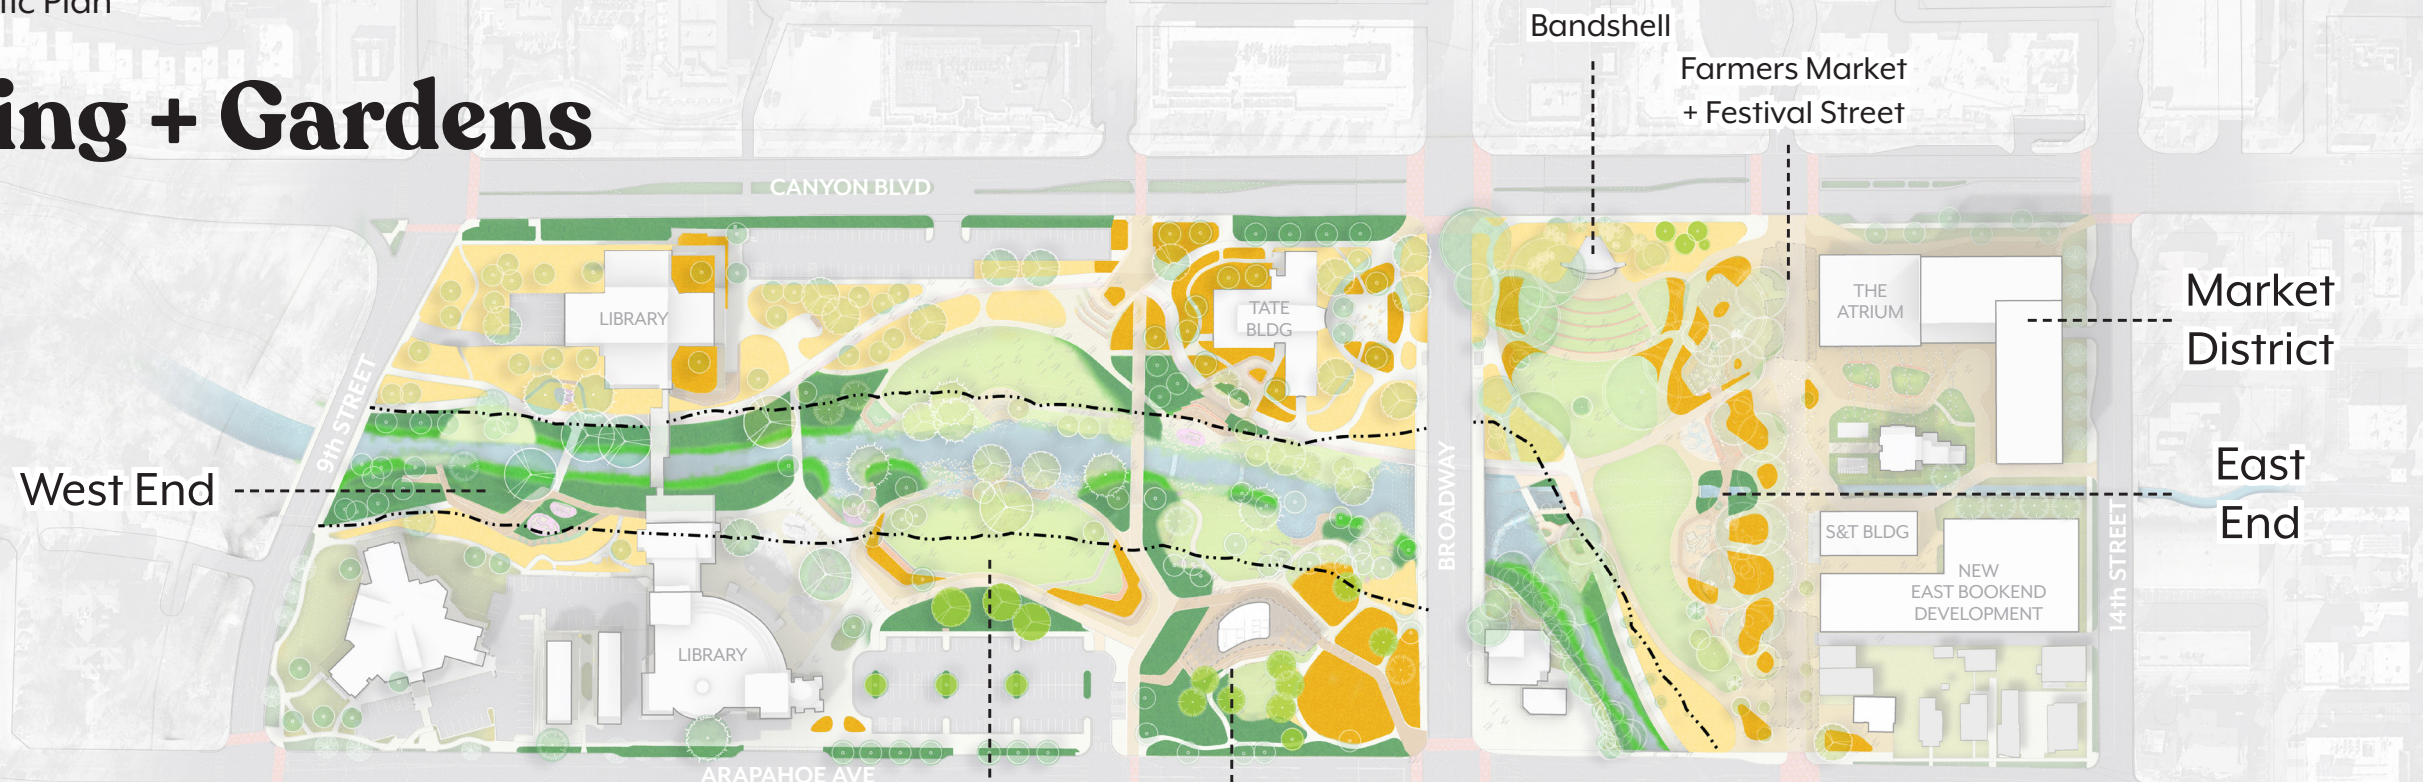 Plan
+ Gardens
Bandshell
Farmers Market
+ Festival Street
CANYON BLVD
LIBRARY
TATE
BLDG
THE
ATRIUM
Market
District
9th STREET
West End
BROADWAY
East
End
S&T BLDG
NEW
EAST BOOKEND
DEVELOPMENT
14th STREET
LIBRARY
ARAPAHOE AVE